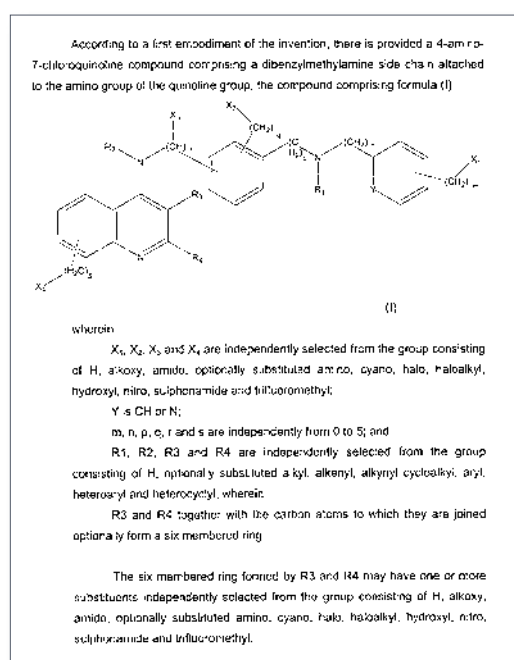 According to a first embodiment of the invention, there is provided a 4-amino-
7-chloroquinoline compound comprising a dibenzylmethylamine side chain attached
to the amino group of the quinoline group, the compound comprising formula (I)
(I)
wherein
X₁, X₂, X₃ and X₄ are independently selected from the group consisting
of H, alkoxy, amido, optionally substituted amino, cyano, halo, haloalkyl,
hydroxyl, nitro, sulphonamide and trifluoromethyl;
Y is CH or N;
m, n, p, q, r and s are independently from 0 to 5; and
R1, R2, R3 and R4 are independently selected from the group
consisting of H, optionally substituted alkyl, alkenyl, alkynyl cycloalkyl, aryl,
heteroaryl and heterocyclyl, wherein
R3 and R4 together with the carbon atoms to which they are joined
optionally form a six membered ring
The six membered ring formed by R3 and R4 may have one or more
substituents independently selected from the group consisting of H, alkoxy,
amido, optionally substituted amino, cyano, halo, haloalkyl, hydroxyl, nitro,
sulphonamide and trifluoromethyl.